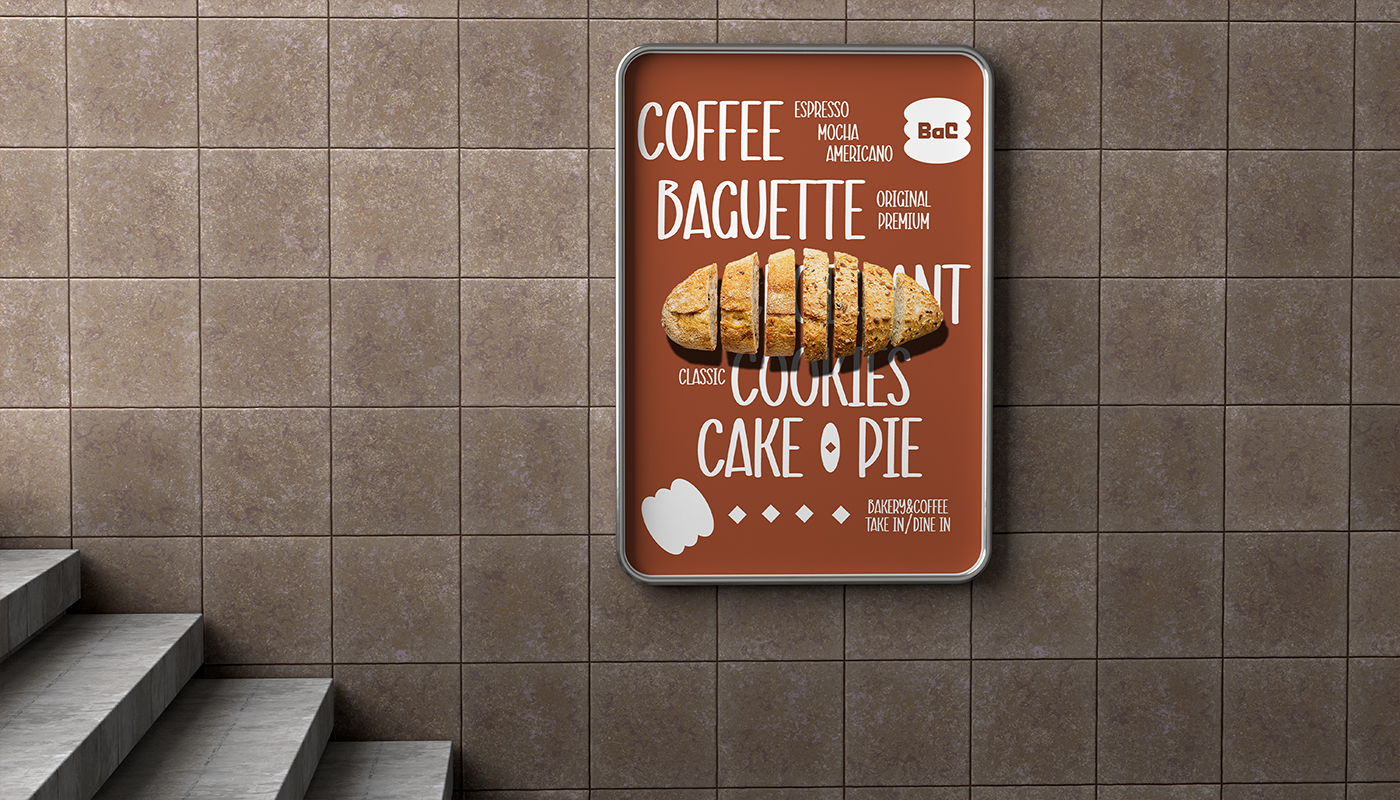 COFFEE
ESPRESSO
MOCHA
AMERICANO
BaC
BAGUETTE
ORIGINAL
PREMIUM
CLASSIC
COOKIES
CAKE PIE
BAKERY&COFFEE
TAKE IN/DINE IN